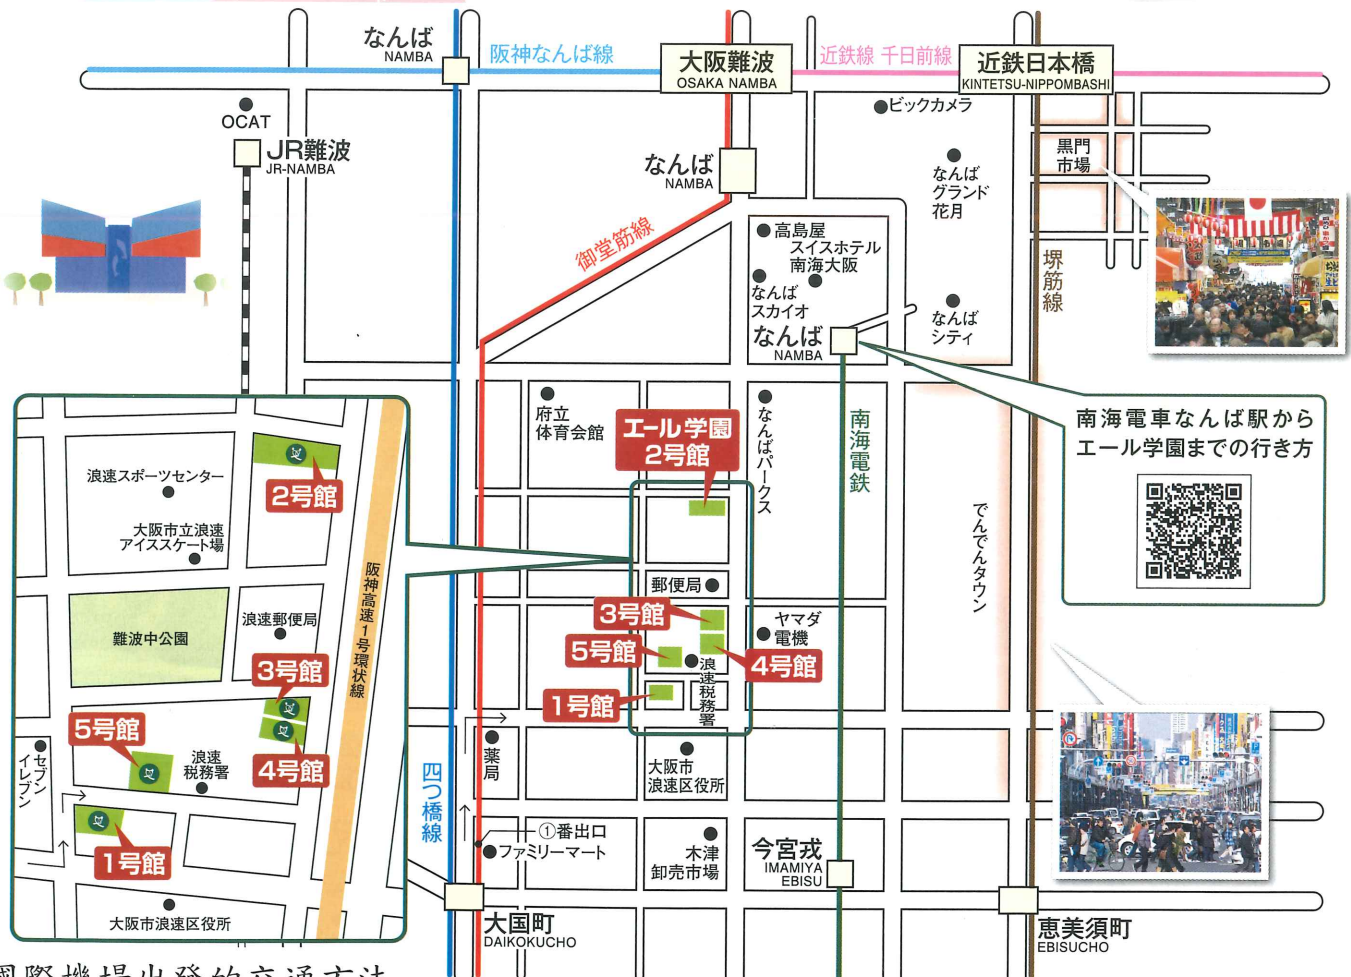 なんば
NAMBA
阪神なんば線
大阪難波
OSAKA NAMBA
近鉄線 千日前線
近鉄日本橋
KINTETSU-NIPPOMBASHI
OCAT
JR難波
JR-NAMBA
なんば
NAMBA
ビックカメラ
なんば
グランド
花月
黒門
市場
御堂筋線
高島屋
スイスホテル
南海大阪
なんば
スカイオ
なんば
NAMBA
なんば
シティ
堺筋線
南海電車なんば駅から
エール学園までの行き方
府立
体育会館
エール学園
2号館
なんばパークス
南海電鉄
でんでんタウン
郵便局
3号館
5号館
4号館
1号館
浪速税務署
ヤマダ
電機
大阪市
浪速区役所
薬局
四つ橋線
①番出口
ファミリーマート
木津
卸売市場
今宮戎
IMAMIYA
EBISU
大国町
DAIKOKUCHO
恵美須町
EBISUCHO
2号館
浪速スポーツセンター
大阪市立浪速
アイススケート場
阪神高速1号環状線
難波中公園
浪速郵便局
3号館
5号館
4号館
浪速
税務署
セブン
イレブン
1号館
大阪市浪速区役所
國際機場出發的交通方法